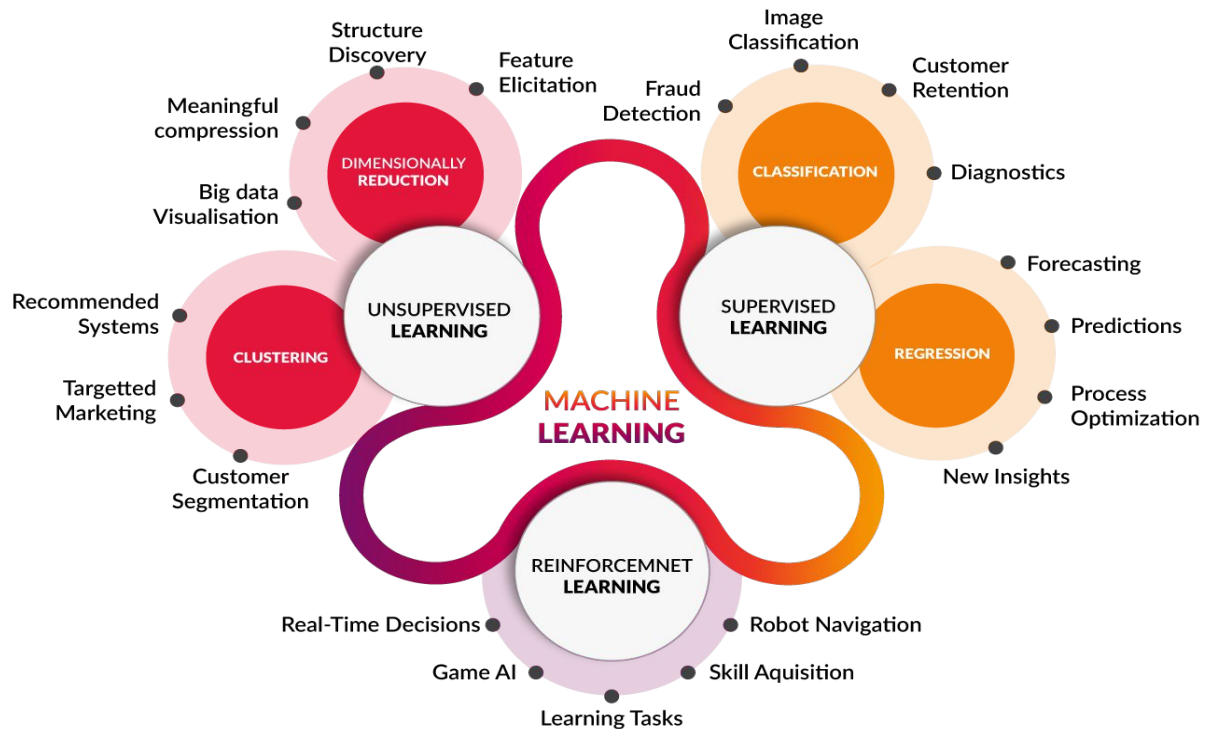 Structure
Discovery
Feature
Elicitation
Meaningful
compression
Big data
Visualisation
DIMENSIONALLY
REDUCTION
Recommended
Systems
Targetted
Marketing
Customer
Segmentation
CLUSTERING
UNSUPERVISED
LEARNING
Image
Classification
Fraud
Detection
Customer
Retention
Diagnostics
CLASSIFICATION
SUPERVISED
LEARNING
Forecasting
Predictions
Process
Optimization
New Insights
REGRESSION
MACHINE
LEARNING
REINFORCEMNET
LEARNING
Real-Time Decisions
Game AI
Learning Tasks
Skill Aquisition
Robot Navigation